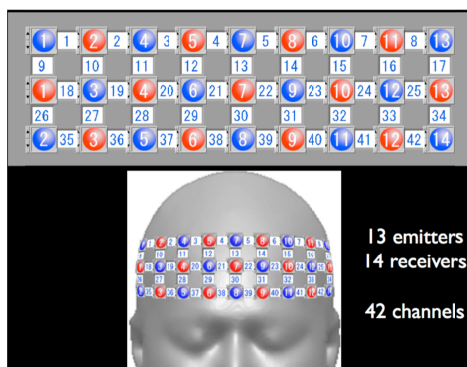 1 1 2 2 4 3 5 4 7 5 8 6 10 7 11 8 13
9 10 11 12 13 14 15 16 17
1 18 3 19 4 20 6 21 7 22 9 23 10 24 12 25 13
26 27 28 29 30 31 32 33 34
2 35 3 36 5 37 6 38 8 39 9 40 11 41 12 42 14
13 emitters
14 receivers
42 channels